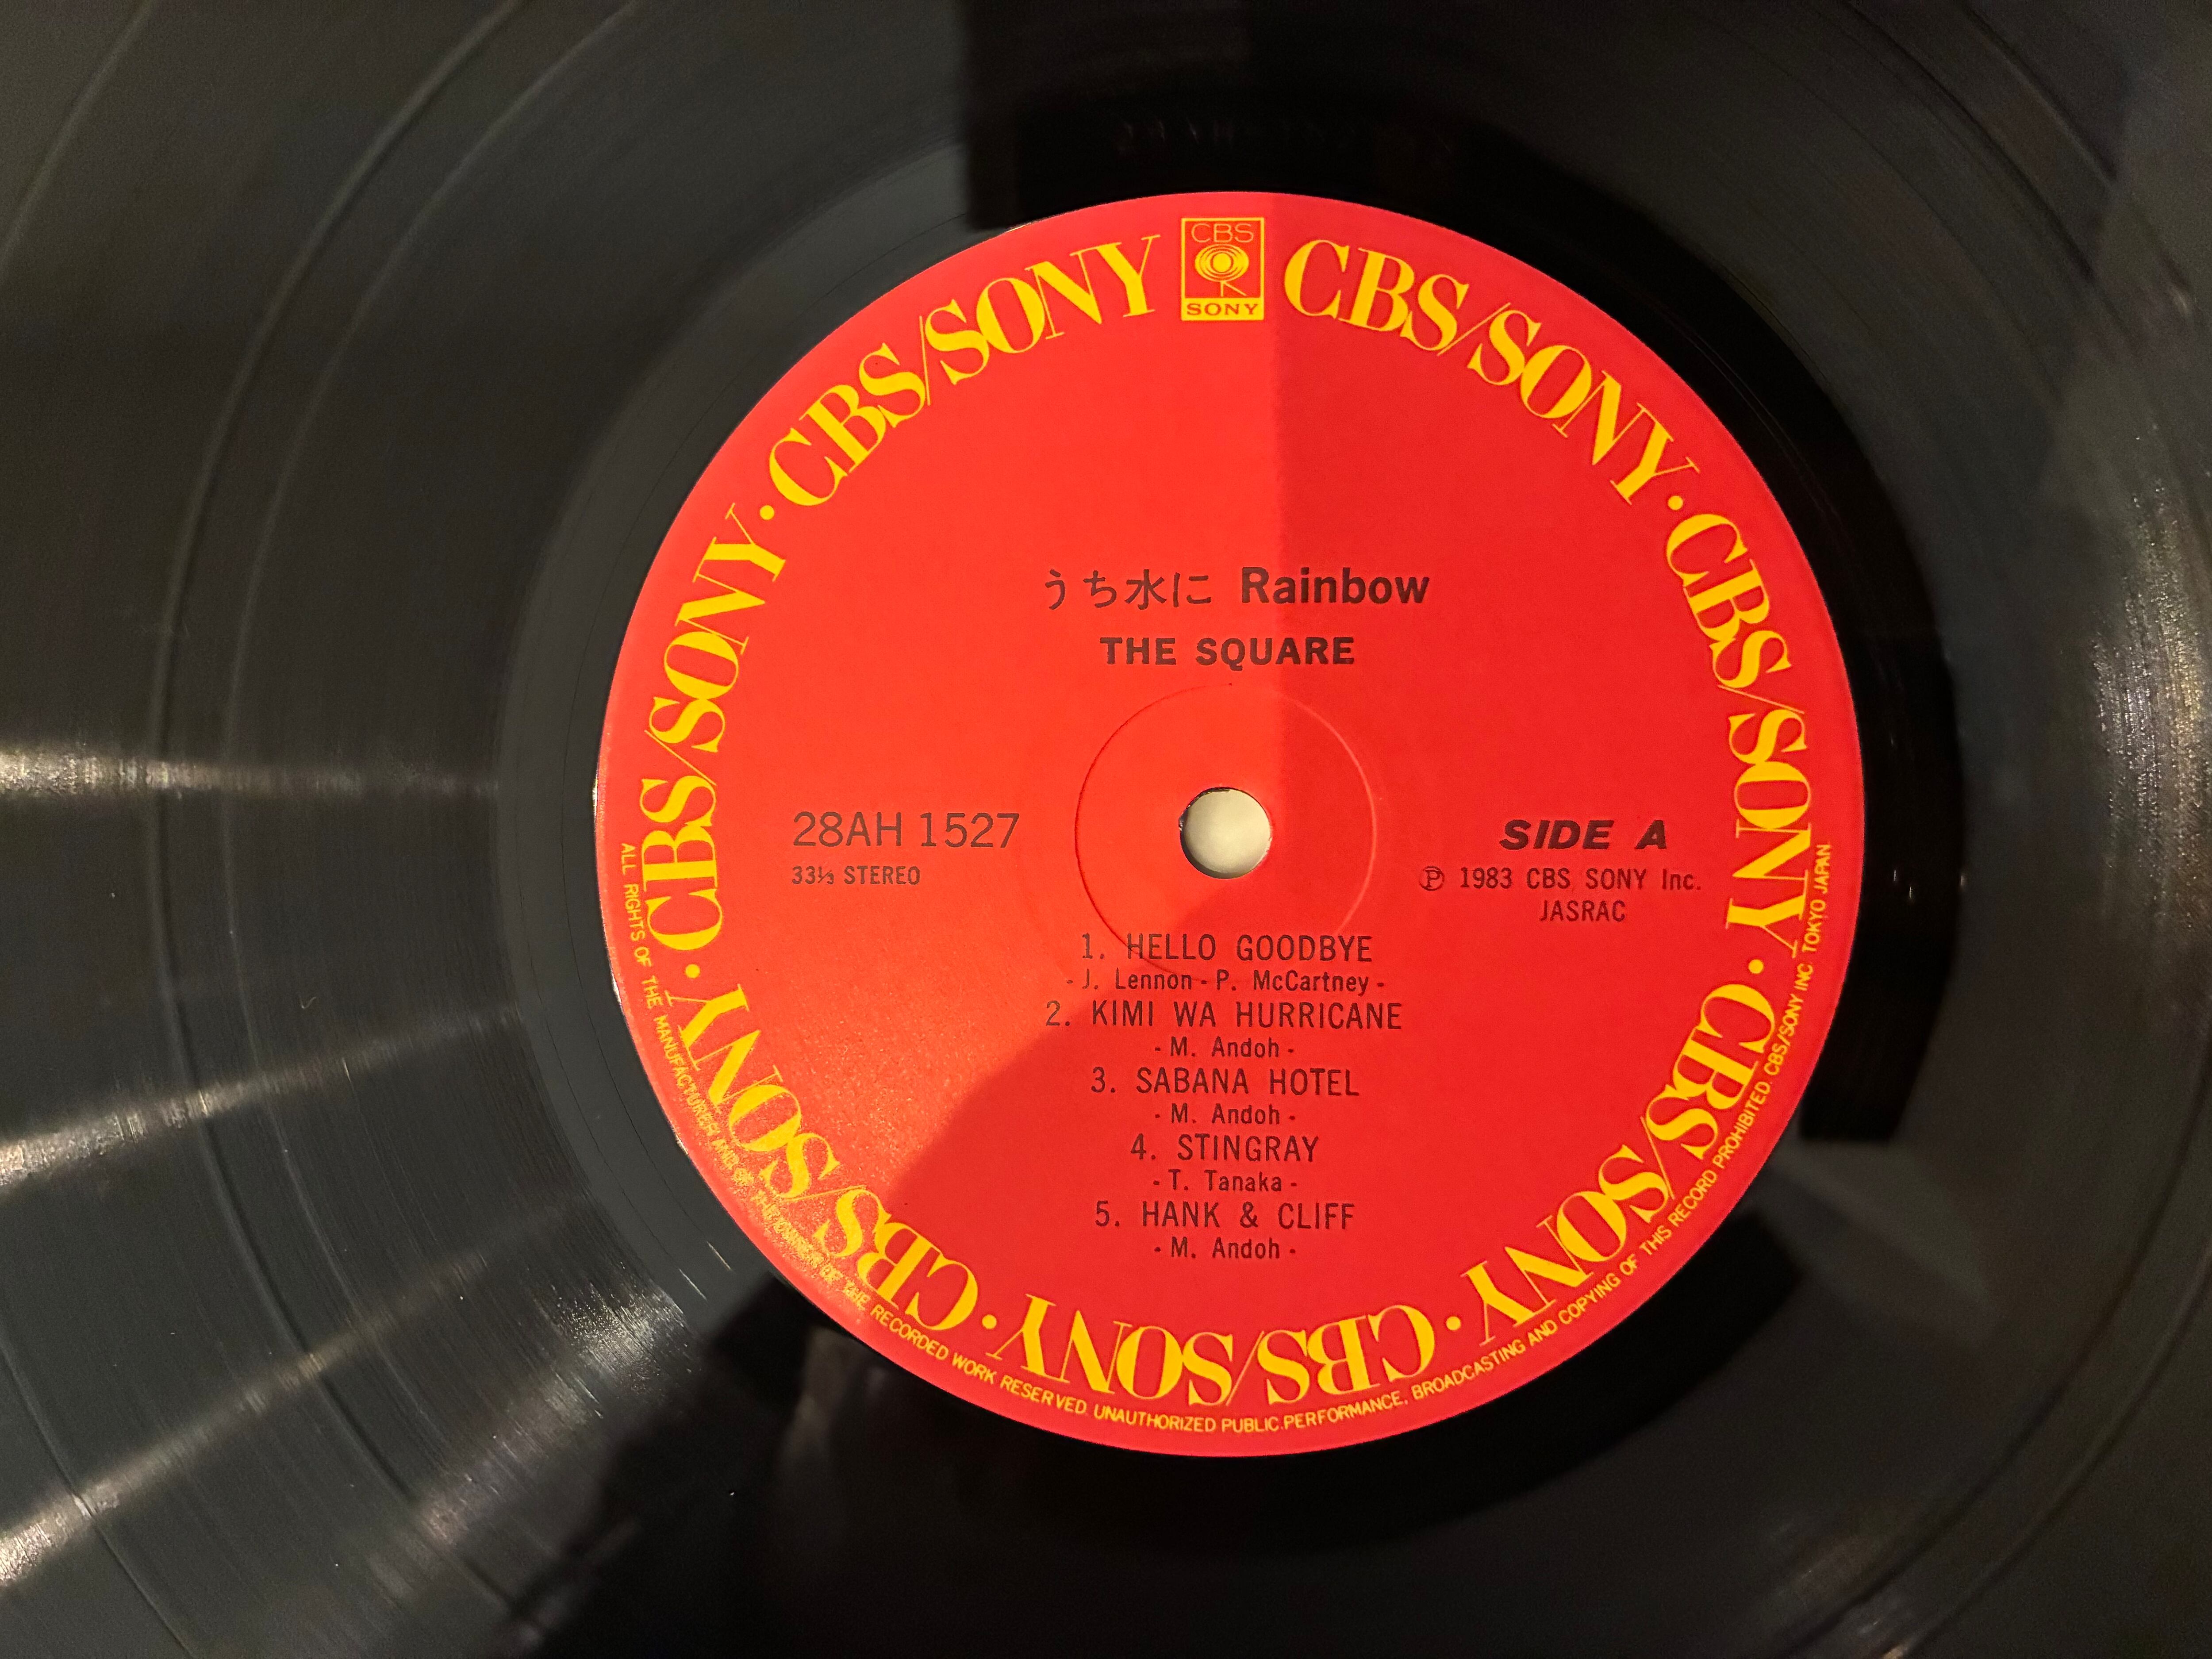 CBS
SONY
CBS/SONY · CBS/SONY · CBS/SONY · CBS/SONY · CBS/SONY · CBS/SONY · CBS/SONY · CBS/SONY
うち水に Rainbow
THE SQUARE
28AH 1527
33⅓ STEREO
SIDE A
Ⓟ 1983 CBS SONY Inc.
JASRAC
1. HELLO GOODBYE
- J. Lennon - P. McCartney -
2. KIMI WA HURRICANE
- M. Andoh -
3. SABANA HOTEL
- M. Andoh -
4. STINGRAY
- T. Tanaka -
5. HANK & CLIFF
- M. Andoh -
ALL RIGHTS OF THE MANUFACTURER AND OF THE OWNER OF THE RECORDED WORK RESERVED. UNAUTHORIZED PUBLIC PERFORMANCE, BROADCASTING AND COPYING OF THIS RECORD PROHIBITED. CBS/SONY INC. TOKYO JAPAN.